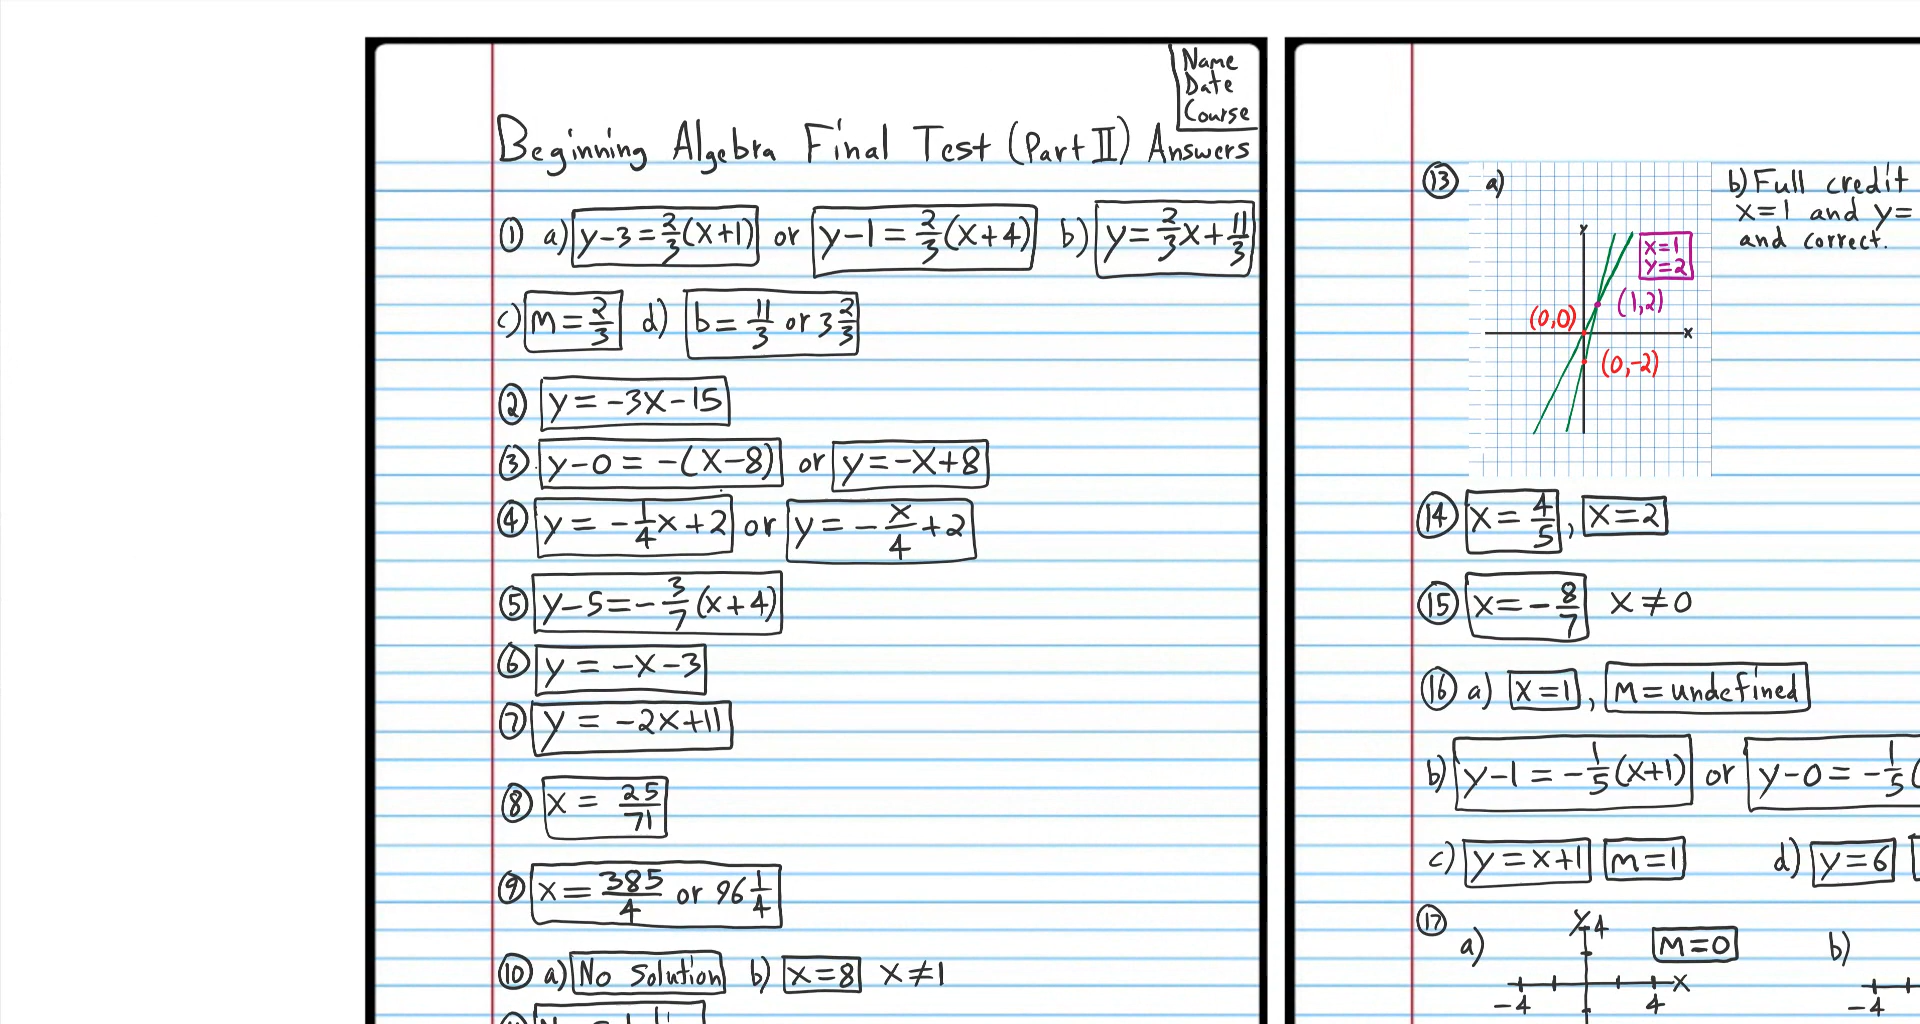 Name
Date
Course
Beginning Algebra Final Test (Part II) Answers
① a) y-3=2/3(x+1) or y-1=2/3(x+4) b) y=2/3x+11/3
c) m=2/3 d) b=11/3 or 3 2/3
② y=-3x-15
③ y-0=-(x-8) or y=-x+8
④ y=-1/4x+2 or y=-x/4+2
⑤ y-5=-3/7(x+4)
⑥ y=-x-3
⑦ y=-2x+11
⑧ x=25/71
⑨ x=385/4 or 96 1/4
⑩ a) No Solution b) x=8 x≠1
⑬ a)
y
x=1
y=2
(1,2)
(0,0)
x
(0,-2)
b) Full credit
x=1 and y=
and correct.
⑭ x=4/5, x=2
⑮ x=-8/7 x≠0
⑯ a) x=1, m=undefined
b) y-1=-1/5(x+1) or y-0=-1/5(
c) y=x+1 m=1 d) y=6
⑰
a) y 4 m=0 b)
x
-4 4 -4